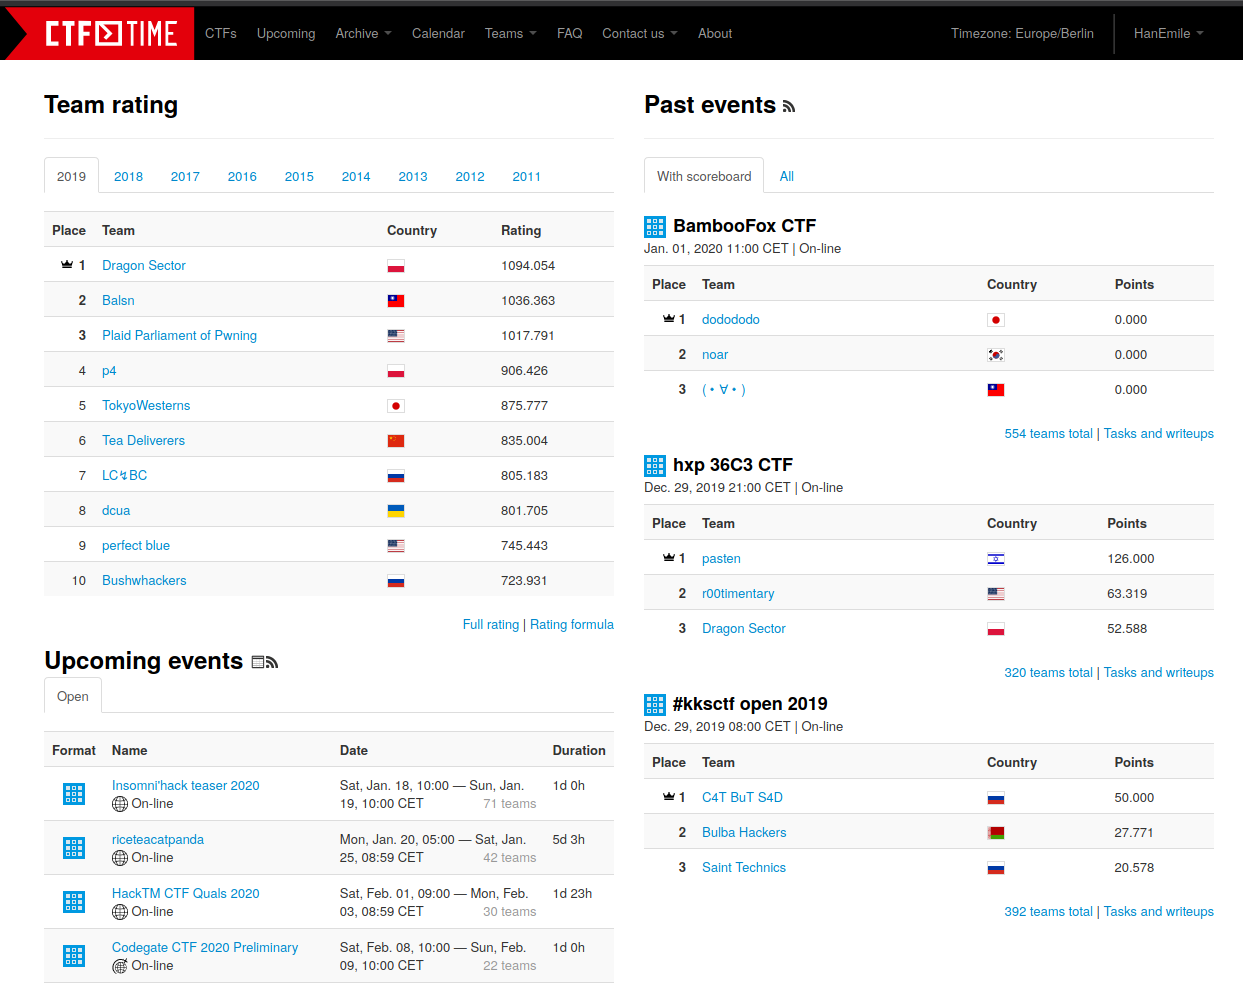 CTF TIME
CTFs Upcoming Archive Calendar Teams FAQ Contact us About Timezone: Europe/Berlin HanEmile
Team rating
2019 2018 2017 2016 2015 2014 2013 2012 2011
Place Team Country Rating
1 Dragon Sector 1094.054
2 Balsn 1036.363
3 Plaid Parliament of Pwning 1017.791
4 p4 906.426
5 TokyoWesterns 875.777
6 Tea Deliverers 835.004
7 LC↯BC 805.183
8 dcua 801.705
9 perfect blue 745.443
10 Bushwhackers 723.931
Full rating | Rating formula
Upcoming events
Open
Format Name Date Duration
Insomni'hack teaser 2020 Sat, Jan. 18, 10:00 — Sun, Jan. 1d 0h
On-line 19, 10:00 CET 71 teams
riceteacatpanda Mon, Jan. 20, 05:00 — Sat, Jan. 5d 3h
On-line 25, 08:59 CET 42 teams
HackTM CTF Quals 2020 Sat, Feb. 01, 09:00 — Mon, Feb. 1d 23h
On-line 03, 08:59 CET 30 teams
Codegate CTF 2020 Preliminary Sat, Feb. 08, 10:00 — Sun, Feb. 1d 0h
On-line 09, 10:00 CET 22 teams
Past events
With scoreboard All
BambooFox CTF
Jan. 01, 2020 11:00 CET | On-line
Place Team Country Points
1 dodododo 0.000
2 noar 0.000
3 ( • ∀ • ) 0.000
554 teams total | Tasks and writeups
hxp 36C3 CTF
Dec. 29, 2019 21:00 CET | On-line
Place Team Country Points
1 pasten 126.000
2 r00timentary 63.319
3 Dragon Sector 52.588
320 teams total | Tasks and writeups
#kksctf open 2019
Dec. 29, 2019 08:00 CET | On-line
Place Team Country Points
1 C4T BuT S4D 50.000
2 Bulba Hackers 27.771
3 Saint Technics 20.578
392 teams total | Tasks and writeups